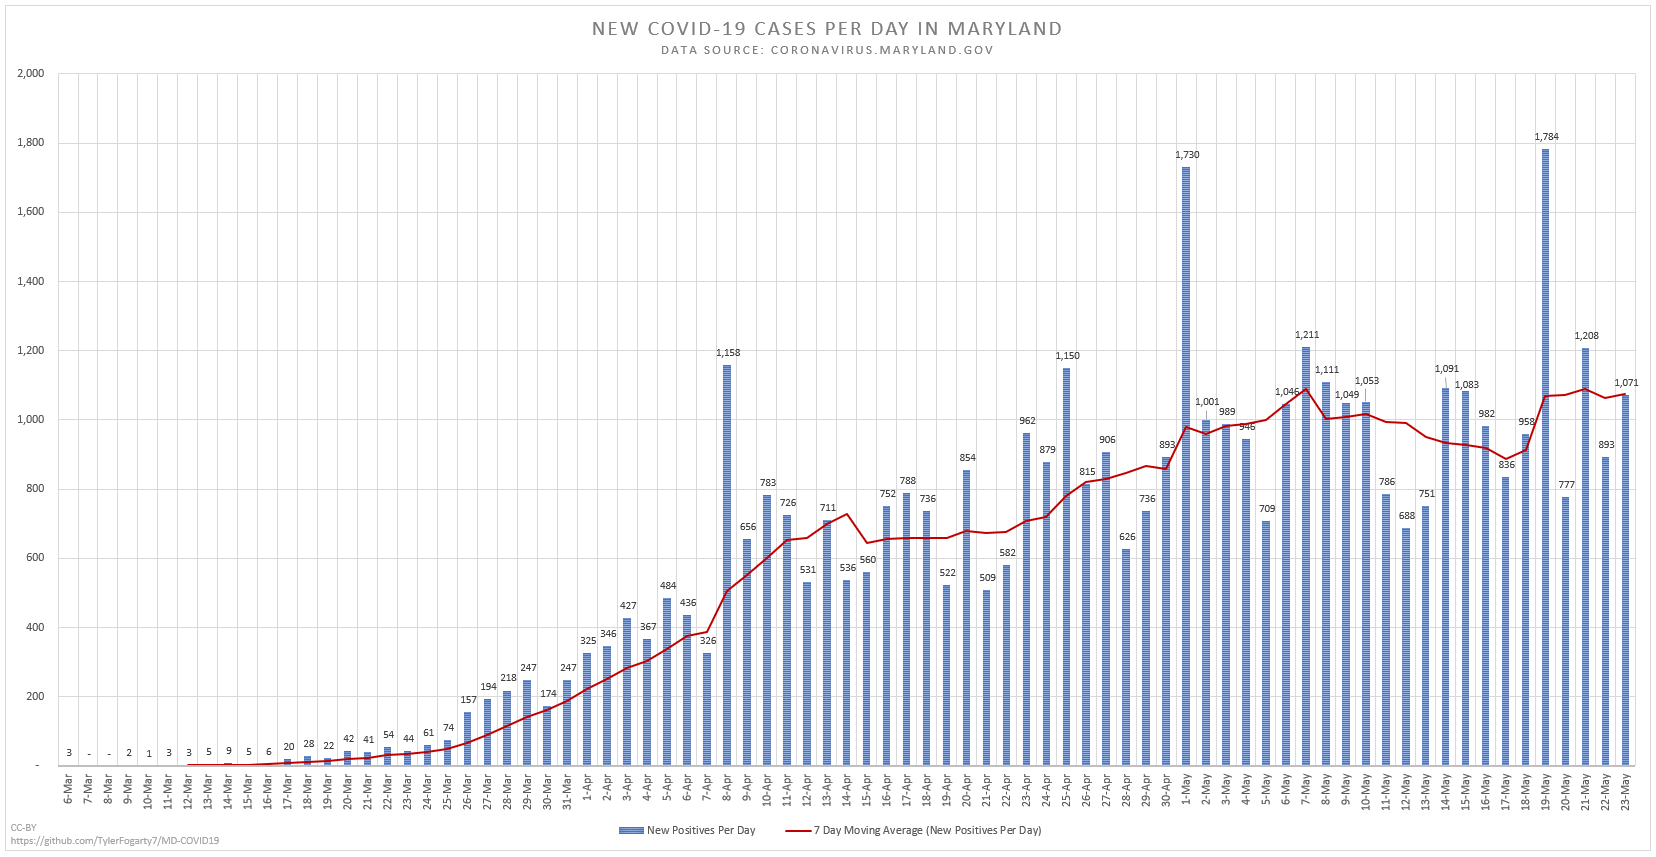 NEW COVID-19 CASES PER DAY IN MARYLAND
DATA SOURCE: CORONAVIRUS.MARYLAND.GOV
2,000
1,800
1,600
1,400
1,200
1,000
800
600
400
200
-
3 - - 2 1 3 3 5 9 5 6 20 28 22 42 41 54 44 61 74 157 194 218 247 174 247 325 346 427 367 484 436 326 1,158 656 783 726 531 711 536 560 752 788 736 522 854 509 582 962 879 1,150 815 906 626 736 893 1,730 1,001 989 946 709 1,046 1,211 1,111 1,049 1,053 786 688 751 1,091 1,083 982 836 958 1,784 777 1,208 893 1,071
6-Mar 7-Mar 8-Mar 9-Mar 10-Mar 11-Mar 12-Mar 13-Mar 14-Mar 15-Mar 16-Mar 17-Mar 18-Mar 19-Mar 20-Mar 21-Mar 22-Mar 23-Mar 24-Mar 25-Mar 26-Mar 27-Mar 28-Mar 29-Mar 30-Mar 31-Mar 1-Apr 2-Apr 3-Apr 4-Apr 5-Apr 6-Apr 7-Apr 8-Apr 9-Apr 10-Apr 11-Apr 12-Apr 13-Apr 14-Apr 15-Apr 16-Apr 17-Apr 18-Apr 19-Apr 20-Apr 21-Apr 22-Apr 23-Apr 24-Apr 25-Apr 26-Apr 27-Apr 28-Apr 29-Apr 30-Apr 1-May 2-May 3-May 4-May 5-May 6-May 7-May 8-May 9-May 10-May 11-May 12-May 13-May 14-May 15-May 16-May 17-May 18-May 19-May 20-May 21-May 22-May 23-May
New Positives Per Day 7 Day Moving Average (New Positives Per Day)
CC-BY
https://github.com/TylerFogarty7/MD-COVID19